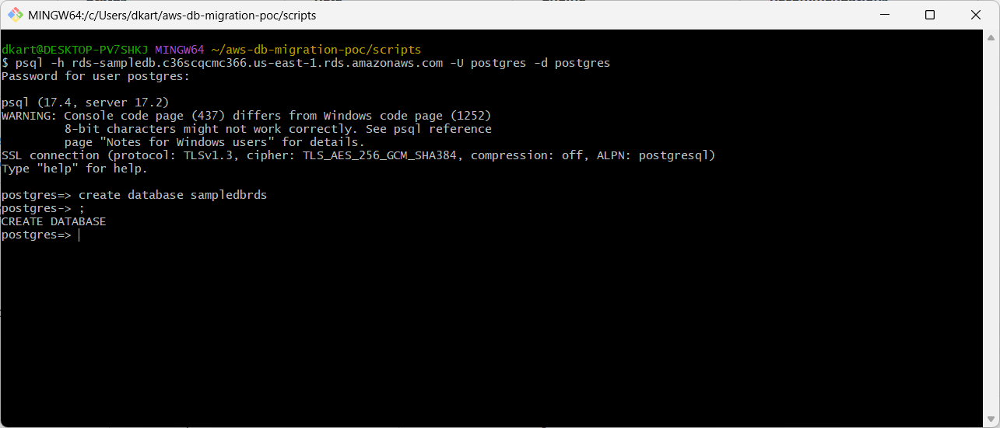 MINGW64:/c/Users/dkart/aws-db-migration-poc/scripts
dkart@DESKTOP-PV7SHKJ MINGW64 ~/aws-db-migration-poc/scripts
$ psql -h rds-sampledb.c36scqcmc366.us-east-1.rds.amazonaws.com -U postgres -d postgres
Password for user postgres:
psql (17.4, server 17.2)
WARNING: Console code page (437) differs from Windows code page (1252)
         8-bit characters might not work correctly. See psql reference
         page "Notes for Windows users" for details.
SSL connection (protocol: TLSv1.3, cipher: TLS_AES_256_GCM_SHA384, compression: off, ALPN: postgresql)
Type "help" for help.
postgres=> create database sampledbrds
postgres-> ;
CREATE DATABASE
postgres=>